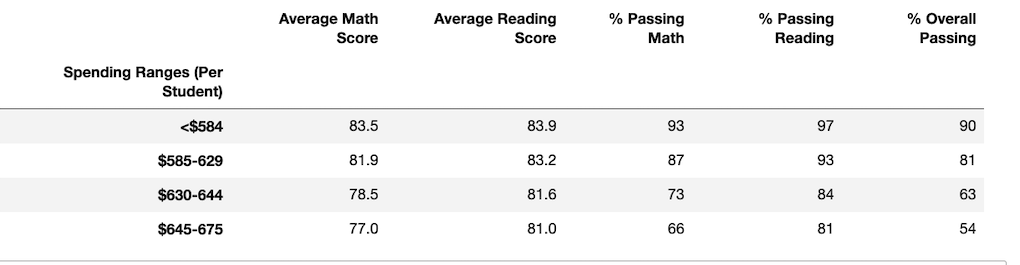 Average Math Score Average Reading Score % Passing Math % Passing Reading % Overall Passing
Spending Ranges (Per Student)
<$584 83.5 83.9 93 97 90
$585-629 81.9 83.2 87 93 81
$630-644 78.5 81.6 73 84 63
$645-675 77.0 81.0 66 81 54